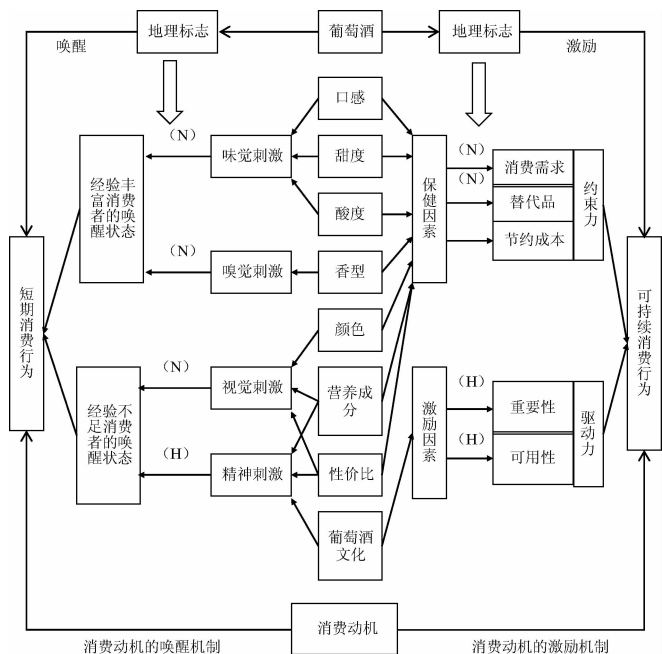 地理标志
葡萄酒
地理标志
唤醒
激励
口感
甜度
酸度
香型
颜色
营养成
分
性价比
葡萄酒
文化
味觉刺激
嗅觉刺激
视觉刺激
精神刺激
(N)
(N)
(N)
(H)
经验丰
富消费
者的唤
醒状态
经验不
足消费
者的唤
醒状态
短期消费行为
保健因素
激励因素
(N)
(N)
(H)
(H)
消费需求
替代品
节约成本
约束力
重要性
可用性
驱动力
可持续消费行为
消费动机
消费动机的唤醒机制
消费动机的激励机制